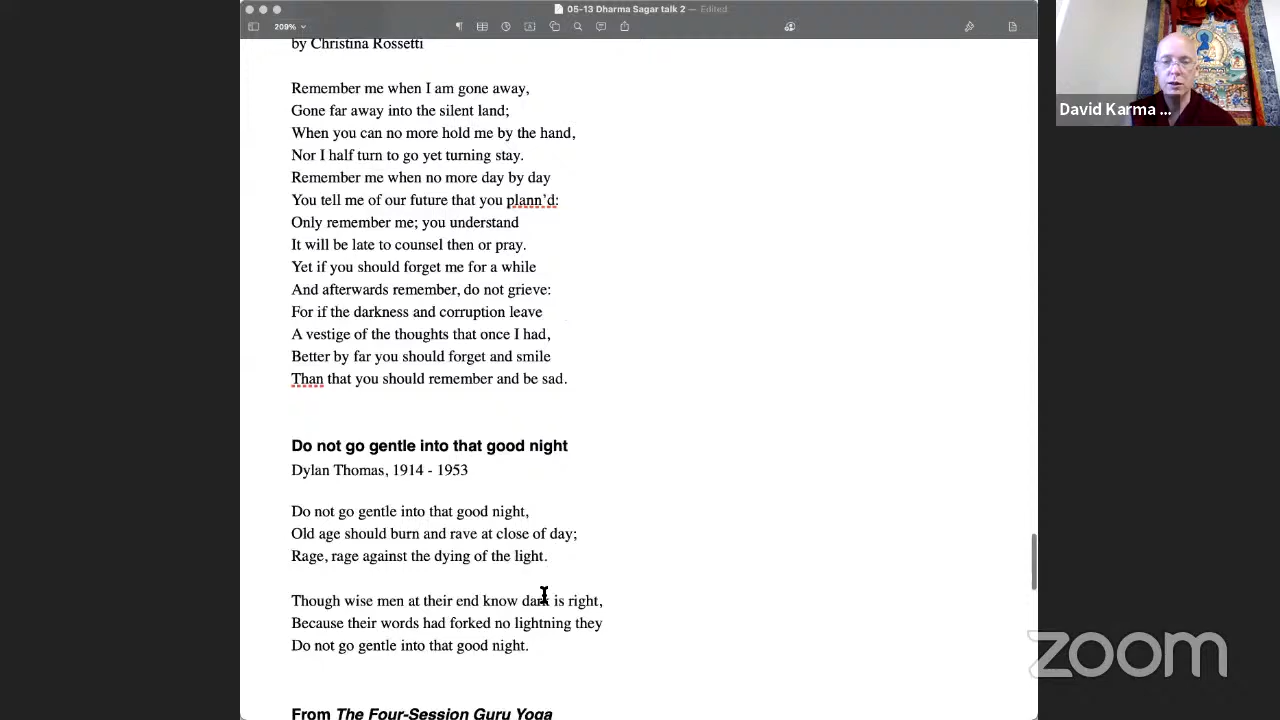 05-13 Dharma Sagar talk 2 — Edited
209%
by Christina Rossetti
Remember me when I am gone away,
Gone far away into the silent land;
When you can no more hold me by the hand,
Nor I half turn to go yet turning stay.
Remember me when no more day by day
You tell me of our future that you plann’d:
Only remember me; you understand
It will be late to counsel then or pray.
Yet if you should forget me for a while
And afterwards remember, do not grieve:
For if the darkness and corruption leave
A vestige of the thoughts that once I had,
Better by far you should forget and smile
Than that you should remember and be sad.
Do not go gentle into that good night
Dylan Thomas, 1914 - 1953
Do not go gentle into that good night,
Old age should burn and rave at close of day;
Rage, rage against the dying of the light.
Though wise men at their end know dark is right,
Because their words had forked no lightning they
Do not go gentle into that good night.
From The Four-Session Guru Yoga
David Karma ...
zoom